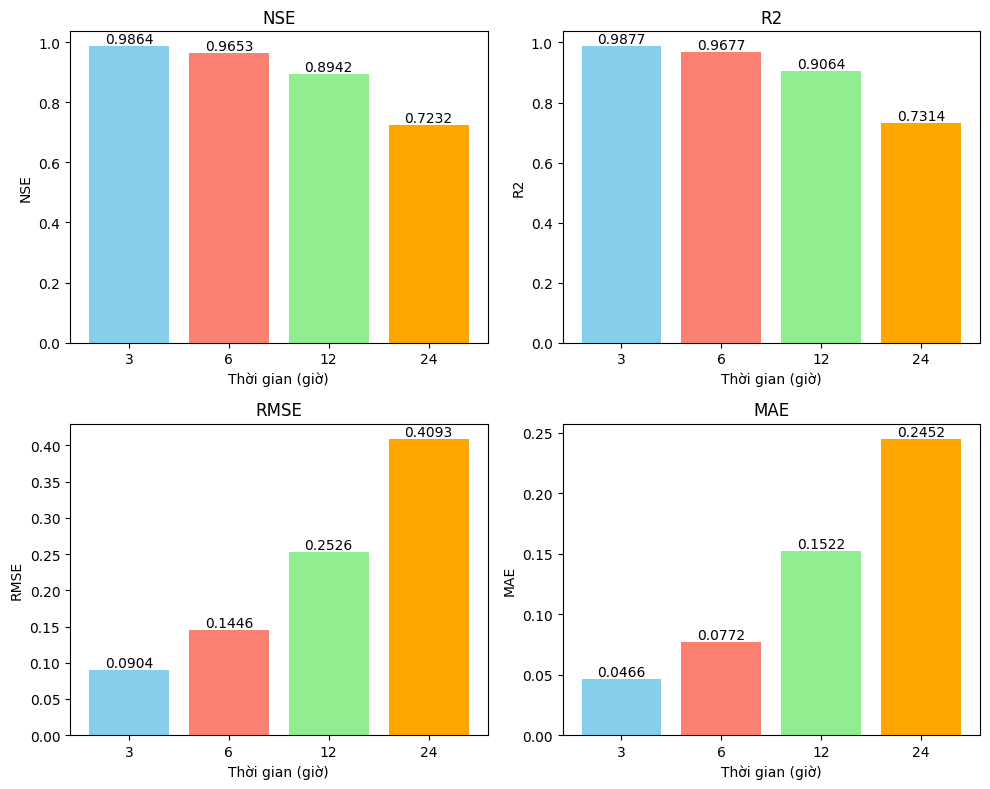 NSE
1.0
0.8
0.6
0.4
0.2
0.0
NSE
0.9864
0.9653
0.8942
0.7232
3 6 12 24
Thời gian (giờ)
R2
1.0
0.8
0.6
0.4
0.2
0.0
R2
0.9877
0.9677
0.9064
0.7314
3 6 12 24
Thời gian (giờ)
RMSE
0.40
0.35
0.30
0.25
0.20
0.15
0.10
0.05
0.00
RMSE
0.0904
0.1446
0.2526
0.4093
3 6 12 24
Thời gian (giờ)
MAE
0.25
0.20
0.15
0.10
0.05
0.00
MAE
0.0466
0.0772
0.1522
0.2452
3 6 12 24
Thời gian (giờ)